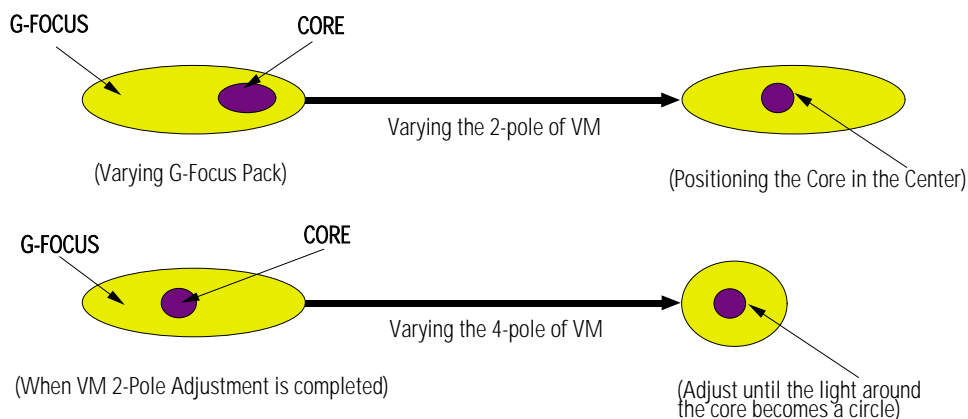 G-FOCUS
CORE
Varying the 2-pole of VM
(Varying G-Focus Pack)
(Positioning the Core in the Center)
G-FOCUS
CORE
Varying the 4-pole of VM
(When VM 2-Pole Adjustment is completed)
(Adjust until the light around
the core becomes a circle)